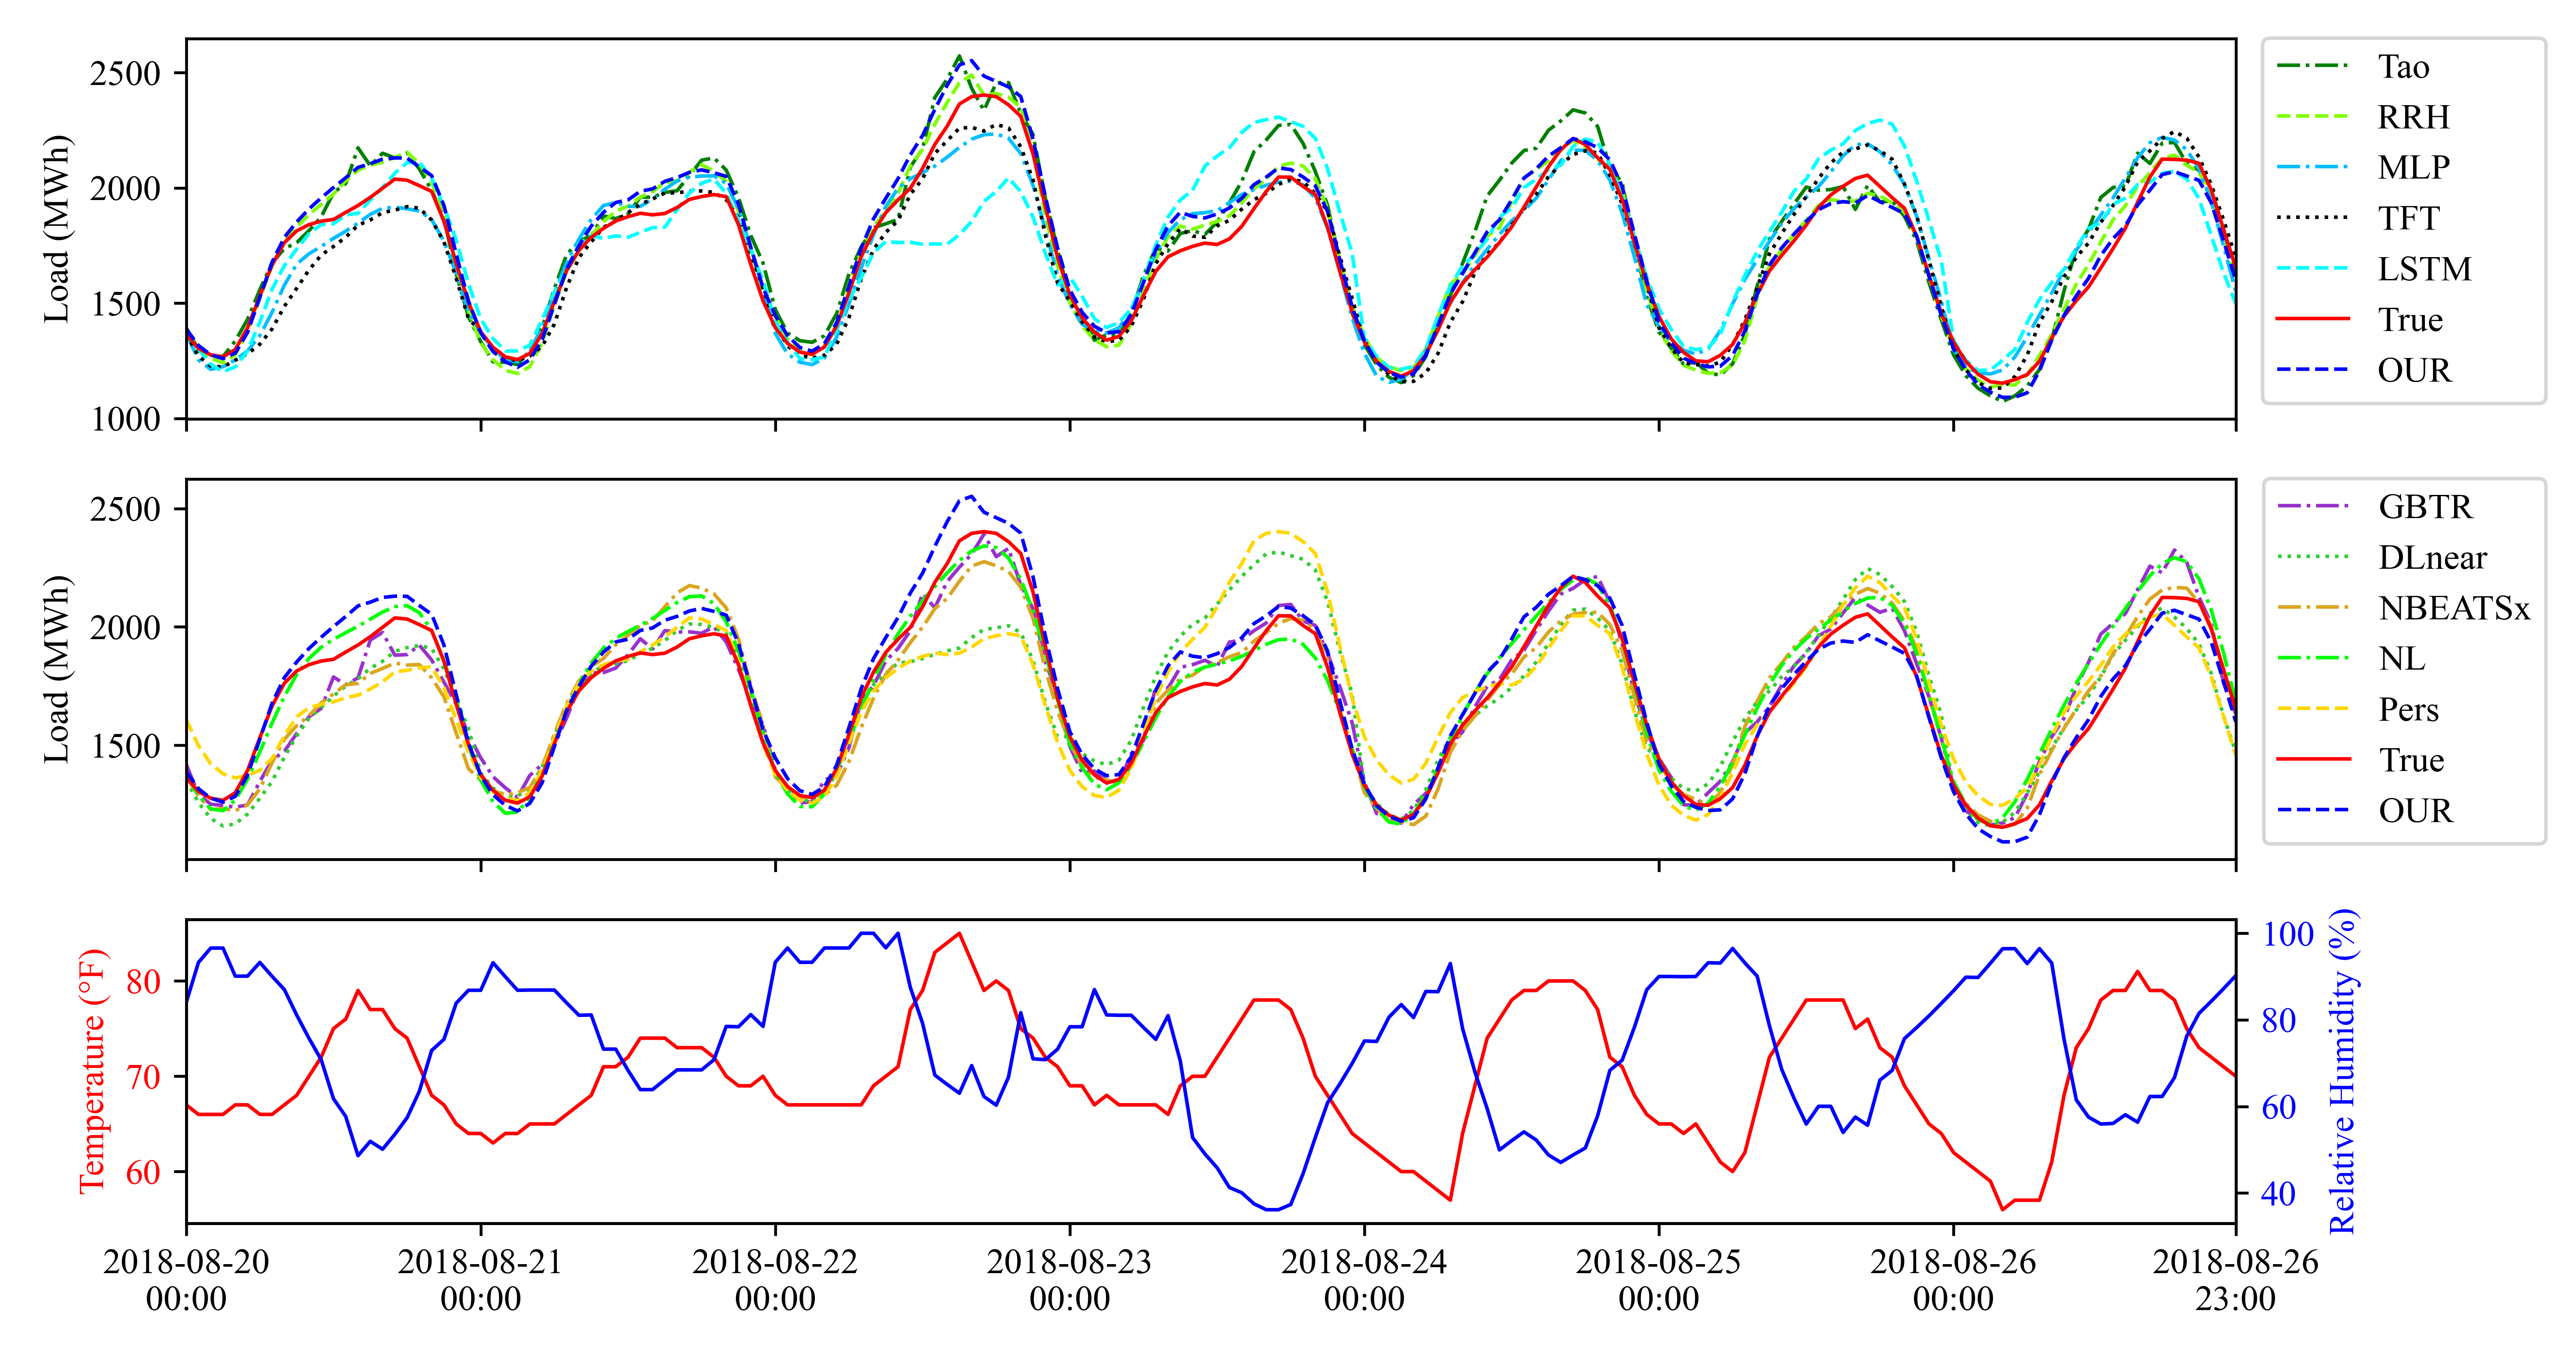 2500
2000
1500
1000
Load (MWh)
Tao
RRH
MLP
TFT
LSTM
True
OUR
2500
2000
1500
Load (MWh)
GBTR
DLnear
NBEATSx
NL
Pers
True
OUR
80
70
60
Temperature (°F)
100
80
60
40
Relative Humidity (%)
2018-08-20
00:00
2018-08-21
00:00
2018-08-22
00:00
2018-08-23
00:00
2018-08-24
00:00
2018-08-25
00:00
2018-08-26
00:00
2018-08-26
23:00